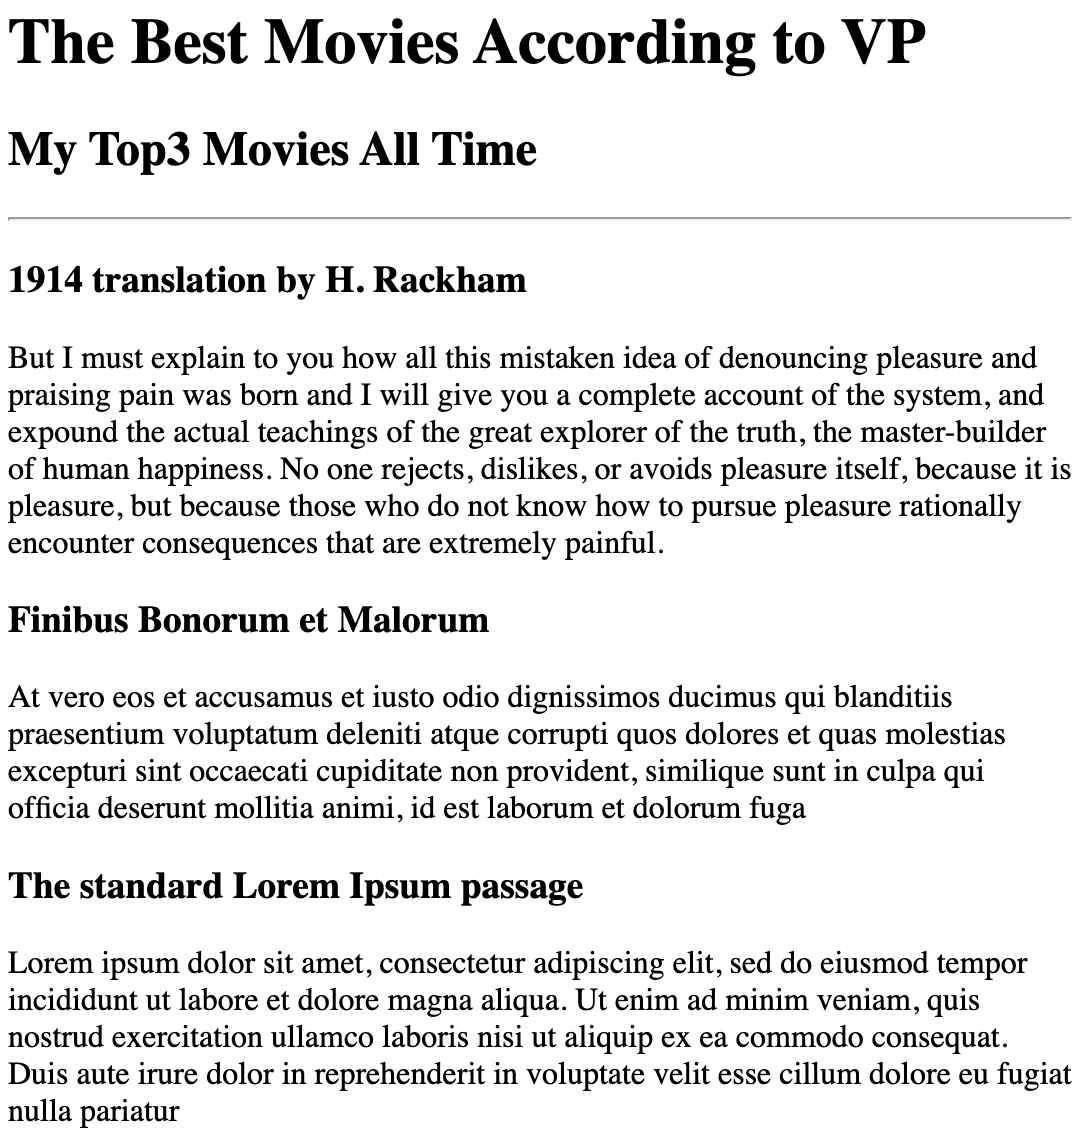 The Best Movies According to VP
My Top3 Movies All Time
1914 translation by H. Rackham
But I must explain to you how all this mistaken idea of denouncing pleasure and
praising pain was born and I will give you a complete account of the system, and
expound the actual teachings of the great explorer of the truth, the master-builder
of human happiness. No one rejects, dislikes, or avoids pleasure itself, because it is
pleasure, but because those who do not know how to pursue pleasure rationally
encounter consequences that are extremely painful.
Finibus Bonorum et Malorum
At vero eos et accusamus et iusto odio dignissimos ducimus qui blanditiis
praesentium voluptatum deleniti atque corrupti quos dolores et quas molestias
excepturi sint occaecati cupiditate non provident, similique sunt in culpa qui
officia deserunt mollitia animi, id est laborum et dolorum fuga
The standard Lorem Ipsum passage
Lorem ipsum dolor sit amet, consectetur adipiscing elit, sed do eiusmod tempor
incididunt ut labore et dolore magna aliqua. Ut enim ad minim veniam, quis
nostrud exercitation ullamco laboris nisi ut aliquip ex ea commodo consequat.
Duis aute irure dolor in reprehenderit in voluptate velit esse cillum dolore eu fugiat
nulla pariatur